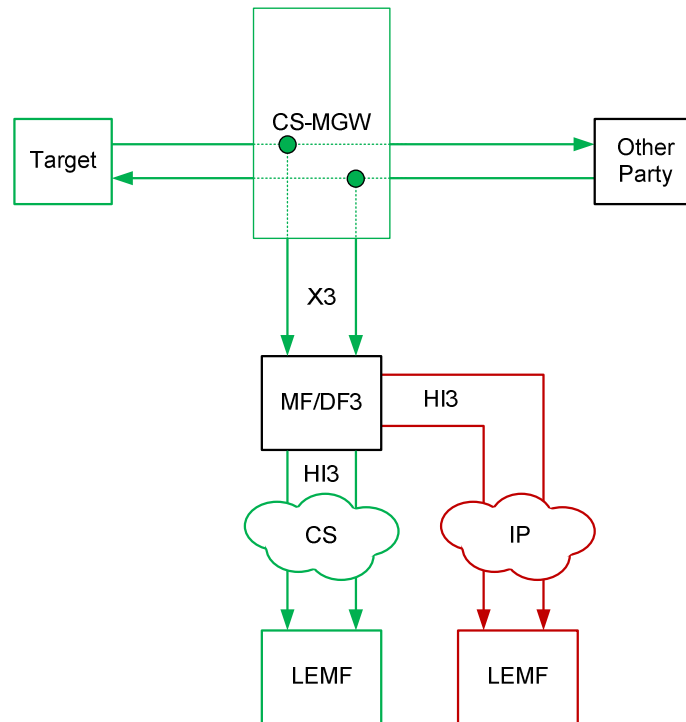 CS-MGW
Target
Other
Party
X3
MF/DF3
HI3
HI3
CS
IP
LEMF
LEMF